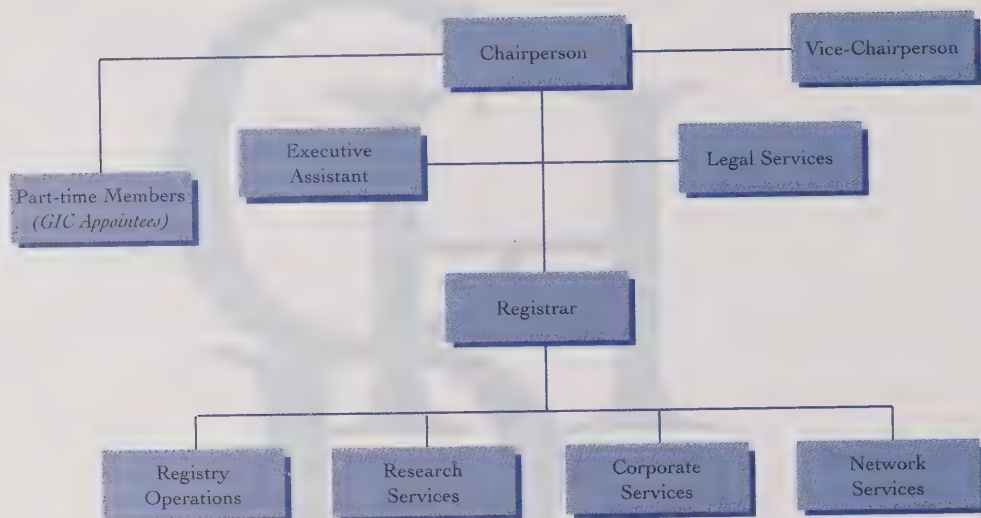 Chairperson
Vice-Chairperson
Executive
Assistant
Legal Services
Part-time Members
(GIC Appointees)
Registrar
Registry
Operations
Research
Services
Corporate
Services
Network
Services